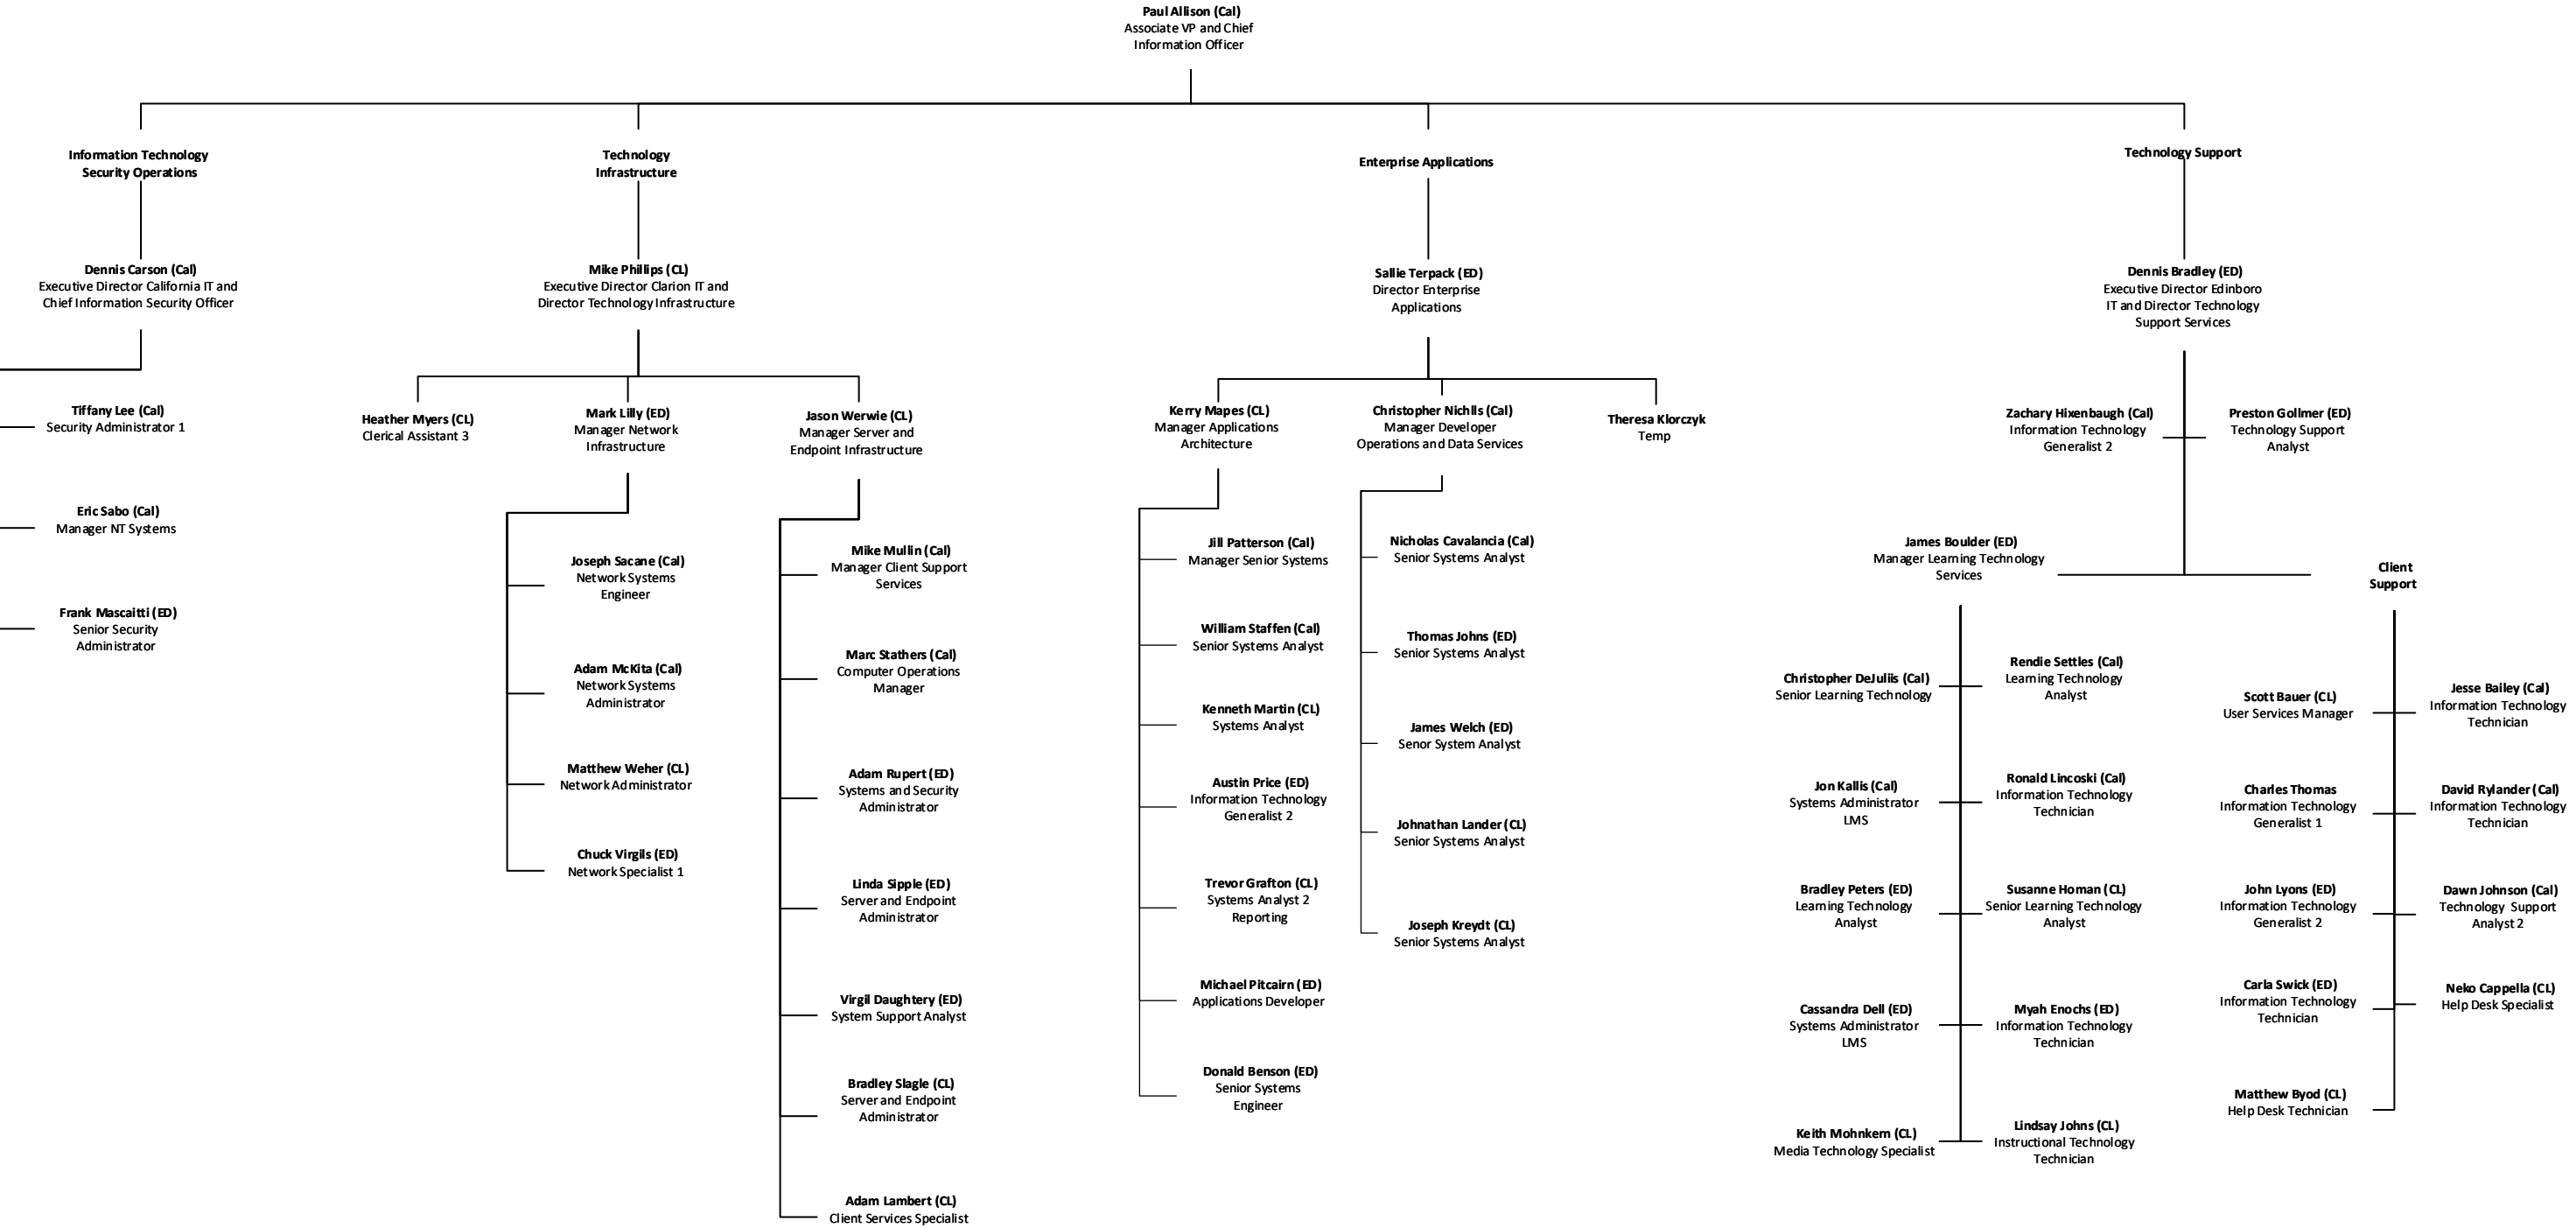 Paul Allison (Cal)
Associate VP and Chief
Information Officer
Information Technology
Security Operations
Dennis Carson (Cal)
Executive Director California IT and
Chief Information Security Officer
Tiffany Lee (Cal)
Security Administrator 1
Eric Sabo (Cal)
Manager NT Systems
Frank Mascaitti (ED)
Senior Security
Administrator
Technology
Infrastructure
Mike Phillips (CL)
Executive Director Clarion IT and
Director Technology Infrastructure
Heather Myers (CL)
Clerical Assistant 3
Mark Lilly (ED)
Manager Network
Infrastructure
Joseph Sacane (Cal)
Network Systems
Engineer
Adam McKita (Cal)
Network Systems
Administrator
Matthew Weher (CL)
Network Administrator
Chuck Virgils (ED)
Network Specialist 1
Jason Werwie (CL)
Manager Server and
Endpoint Infrastructure
Mike Mullin (Cal)
Manager Client Support
Services
Marc Stathers (Cal)
Computer Operations
Manager
Adam Rupert (ED)
Systems and Security
Administrator
Linda Sipple (ED)
Server and Endpoint
Administrator
Virgil Daughtery (ED)
System Support Analyst
Bradley Slagle (CL)
Server and Endpoint
Administrator
Adam Lambert (CL)
Client Services Specialist
Enterprise Applications
Sallie Terpack (ED)
Director Enterprise
Applications
Kerry Mapes (CL)
Manager Applications
Architecture
Jill Patterson (Cal)
Manager Senior Systems
William Staffen (Cal)
Senior Systems Analyst
Kenneth Martin (CL)
Systems Analyst
Austin Price (ED)
Information Technology
Generalist 2
Trevor Grafton (CL)
Systems Analyst 2
Reporting
Michael Pitcairn (ED)
Applications Developer
Donald Benson (ED)
Senior Systems
Engineer
Christopher Nichlls (Cal)
Manager Developer
Operations and Data Services
Nicholas Cavalancia (Cal)
Senior Systems Analyst
Thomas Johns (ED)
Senior Systems Analyst
James Welch (ED)
Senor System Analyst
Johnathan Lander (CL)
Senior Systems Analyst
Joseph Kreydt (CL)
Senior Systems Analyst
Theresa Klorczyk
Temp
Technology Support
Dennis Bradley (ED)
Executive Director Edinboro
IT and Director Technology
Support Services
Zachary Hixenbaugh (Cal)
Information Technology
Generalist 2
Preston Gollmer (ED)
Technology Support
Analyst
James Boulder (ED)
Manager Learning Technology
Services
Christopher DeJuliis (Cal)
Senior Learning Technology
Rendie Settles (Cal)
Learning Technology
Analyst
Jon Kallis (Cal)
Systems Administrator
LMS
Ronald Lincoski (Cal)
Information Technology
Technician
Bradley Peters (ED)
Learning Technology
Analyst
Susanne Homan (CL)
Senior Learning Technology
Analyst
Cassandra Dell (ED)
Systems Administrator
LMS
Myah Enochs (ED)
Information Technology
Technician
Keith Mohnkern (CL)
Media Technology Specialist
Lindsay Johns (CL)
Instructional Technology
Technician
Client
Support
Scott Bauer (CL)
User Services Manager
Jesse Bailey (Cal)
Information Technology
Technician
Charles Thomas
Information Technology
Generalist 1
David Rylander (Cal)
Information Technology
Technician
John Lyons (ED)
Information Technology
Generalist 2
Dawn Johnson (Cal)
Technology Support
Analyst 2
Carla Swick (ED)
Information Technology
Technician
Neko Cappella (CL)
Help Desk Specialist
Matthew Byod (CL)
Help Desk Technician